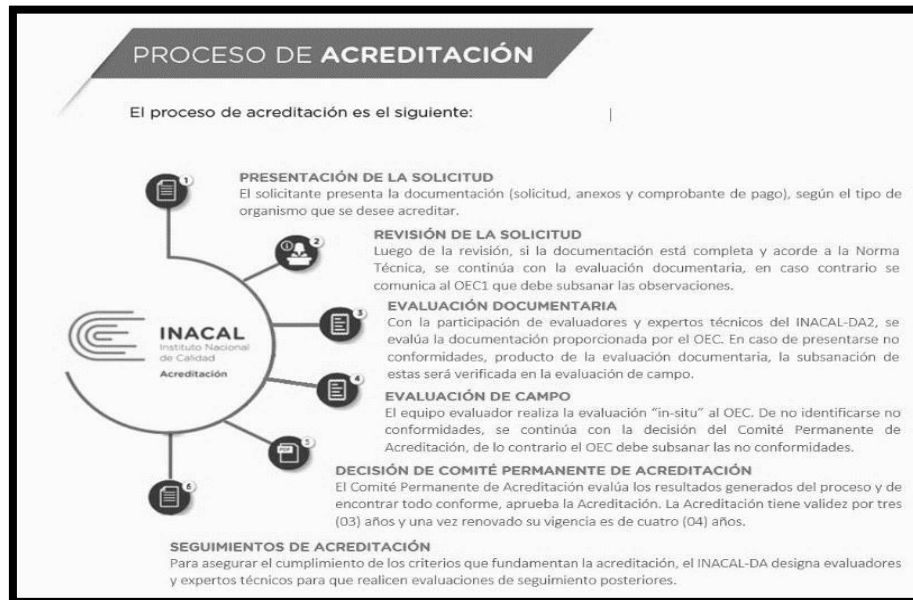 PROCESO DE ACREDITACIÓN
El proceso de acreditación es el siguiente:
1
PRESENTACIÓN DE LA SOLICITUD
El solicitante presenta la documentación (solicitud, anexos y comprobante de pago), según el tipo de
organismo que se desee acreditar.
2
REVISIÓN DE LA SOLICITUD
Luego de la revisión, si la documentación está completa y acorde a la Norma
Técnica, se continúa con la evaluación documentaria, en caso contrario se
comunica al OEC1 que debe subsanar las observaciones.
INACAL
Instituto Nacional
de Calidad
Acreditación
3
EVALUACIÓN DOCUMENTARIA
Con la participación de evaluadores y expertos técnicos del INACAL-DA2, se
evalúa la documentación proporcionada por el OEC. En caso de presentarse no
conformidades, producto de la evaluación documentaria, la subsanación de
estas será verificada en la evaluación de campo.
4
EVALUACIÓN DE CAMPO
El equipo evaluador realiza la evaluación "in-situ" al OEC. De no identificarse no
conformidades, se continúa con la decisión del Comité Permanente de
Acreditación, de lo contrario el OEC debe subsanar las no conformidades.
5
PDF
DECISIÓN DE COMITÉ PERMANENTE DE ACREDITACIÓN
El Comité Permanente de Acreditación evalúa los resultados generados del proceso y de
encontrar todo conforme, aprueba la Acreditación. La Acreditación tiene validez por tres
(03) años y una vez renovado su vigencia es de cuatro (04) años.
6
SEGUIMIENTOS DE ACREDITACIÓN
Para asegurar el cumplimiento de los criterios que fundamentan la acreditación, el INACAL-DA designa evaluadores
y expertos técnicos para que realicen evaluaciones de seguimiento posteriores.